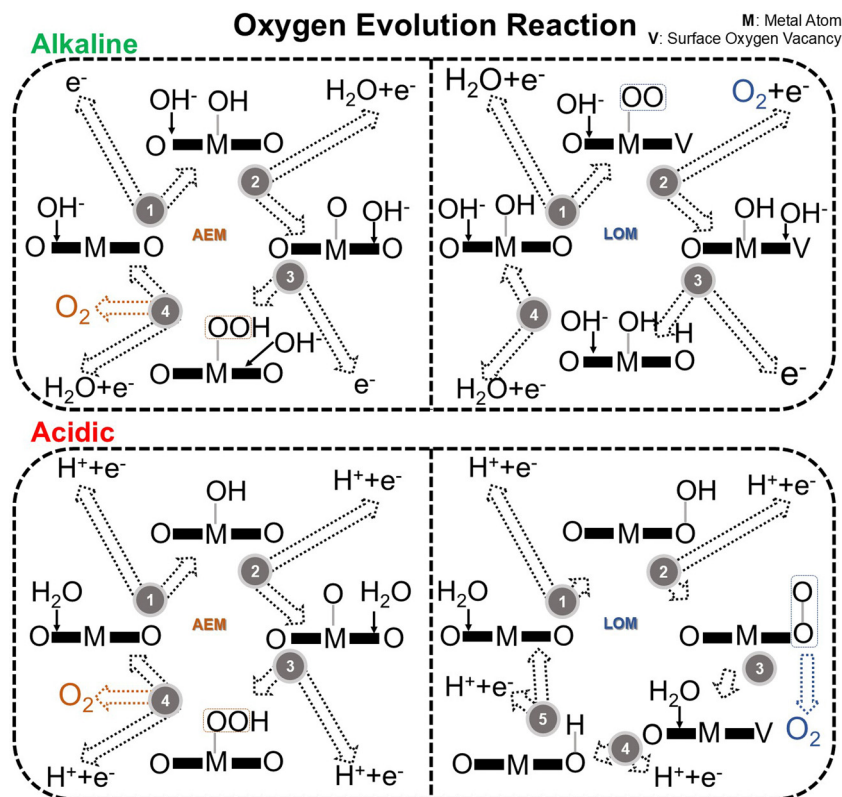 Oxygen Evolution Reaction
M: Metal Atom
V: Surface Oxygen Vacancy
Alkaline
e⁻
OH⁻ OH
H₂O+e⁻
O M O
1
2
OH⁻
O M O
AEM
O OH⁻
O M O
3
O₂
4
OOH
OH⁻
O M O
H₂O+e⁻
e⁻
H₂O+e⁻
OO
OH⁻
O₂+e⁻
O M V
1
2
OH⁻ OH
O M O
LOM
OH OH⁻
O M V
3
4
OH⁻ OH H
O M O
H₂O+e⁻
e⁻
Acidic
H⁺+e⁻
OH
H⁺+e⁻
O M O
1
2
H₂O
O M O
AEM
O H₂O
O M O
3
O₂
4
OOH
O M O
H⁺+e⁻
H⁺+e⁻
H⁺+e⁻
OH
H⁺+e⁻
O M O
1
2
H₂O
O M O
LOM
O
O M O
3
H⁺+e⁻
H₂O
O₂
5
H
O M V
4
O M O
H⁺+e⁻